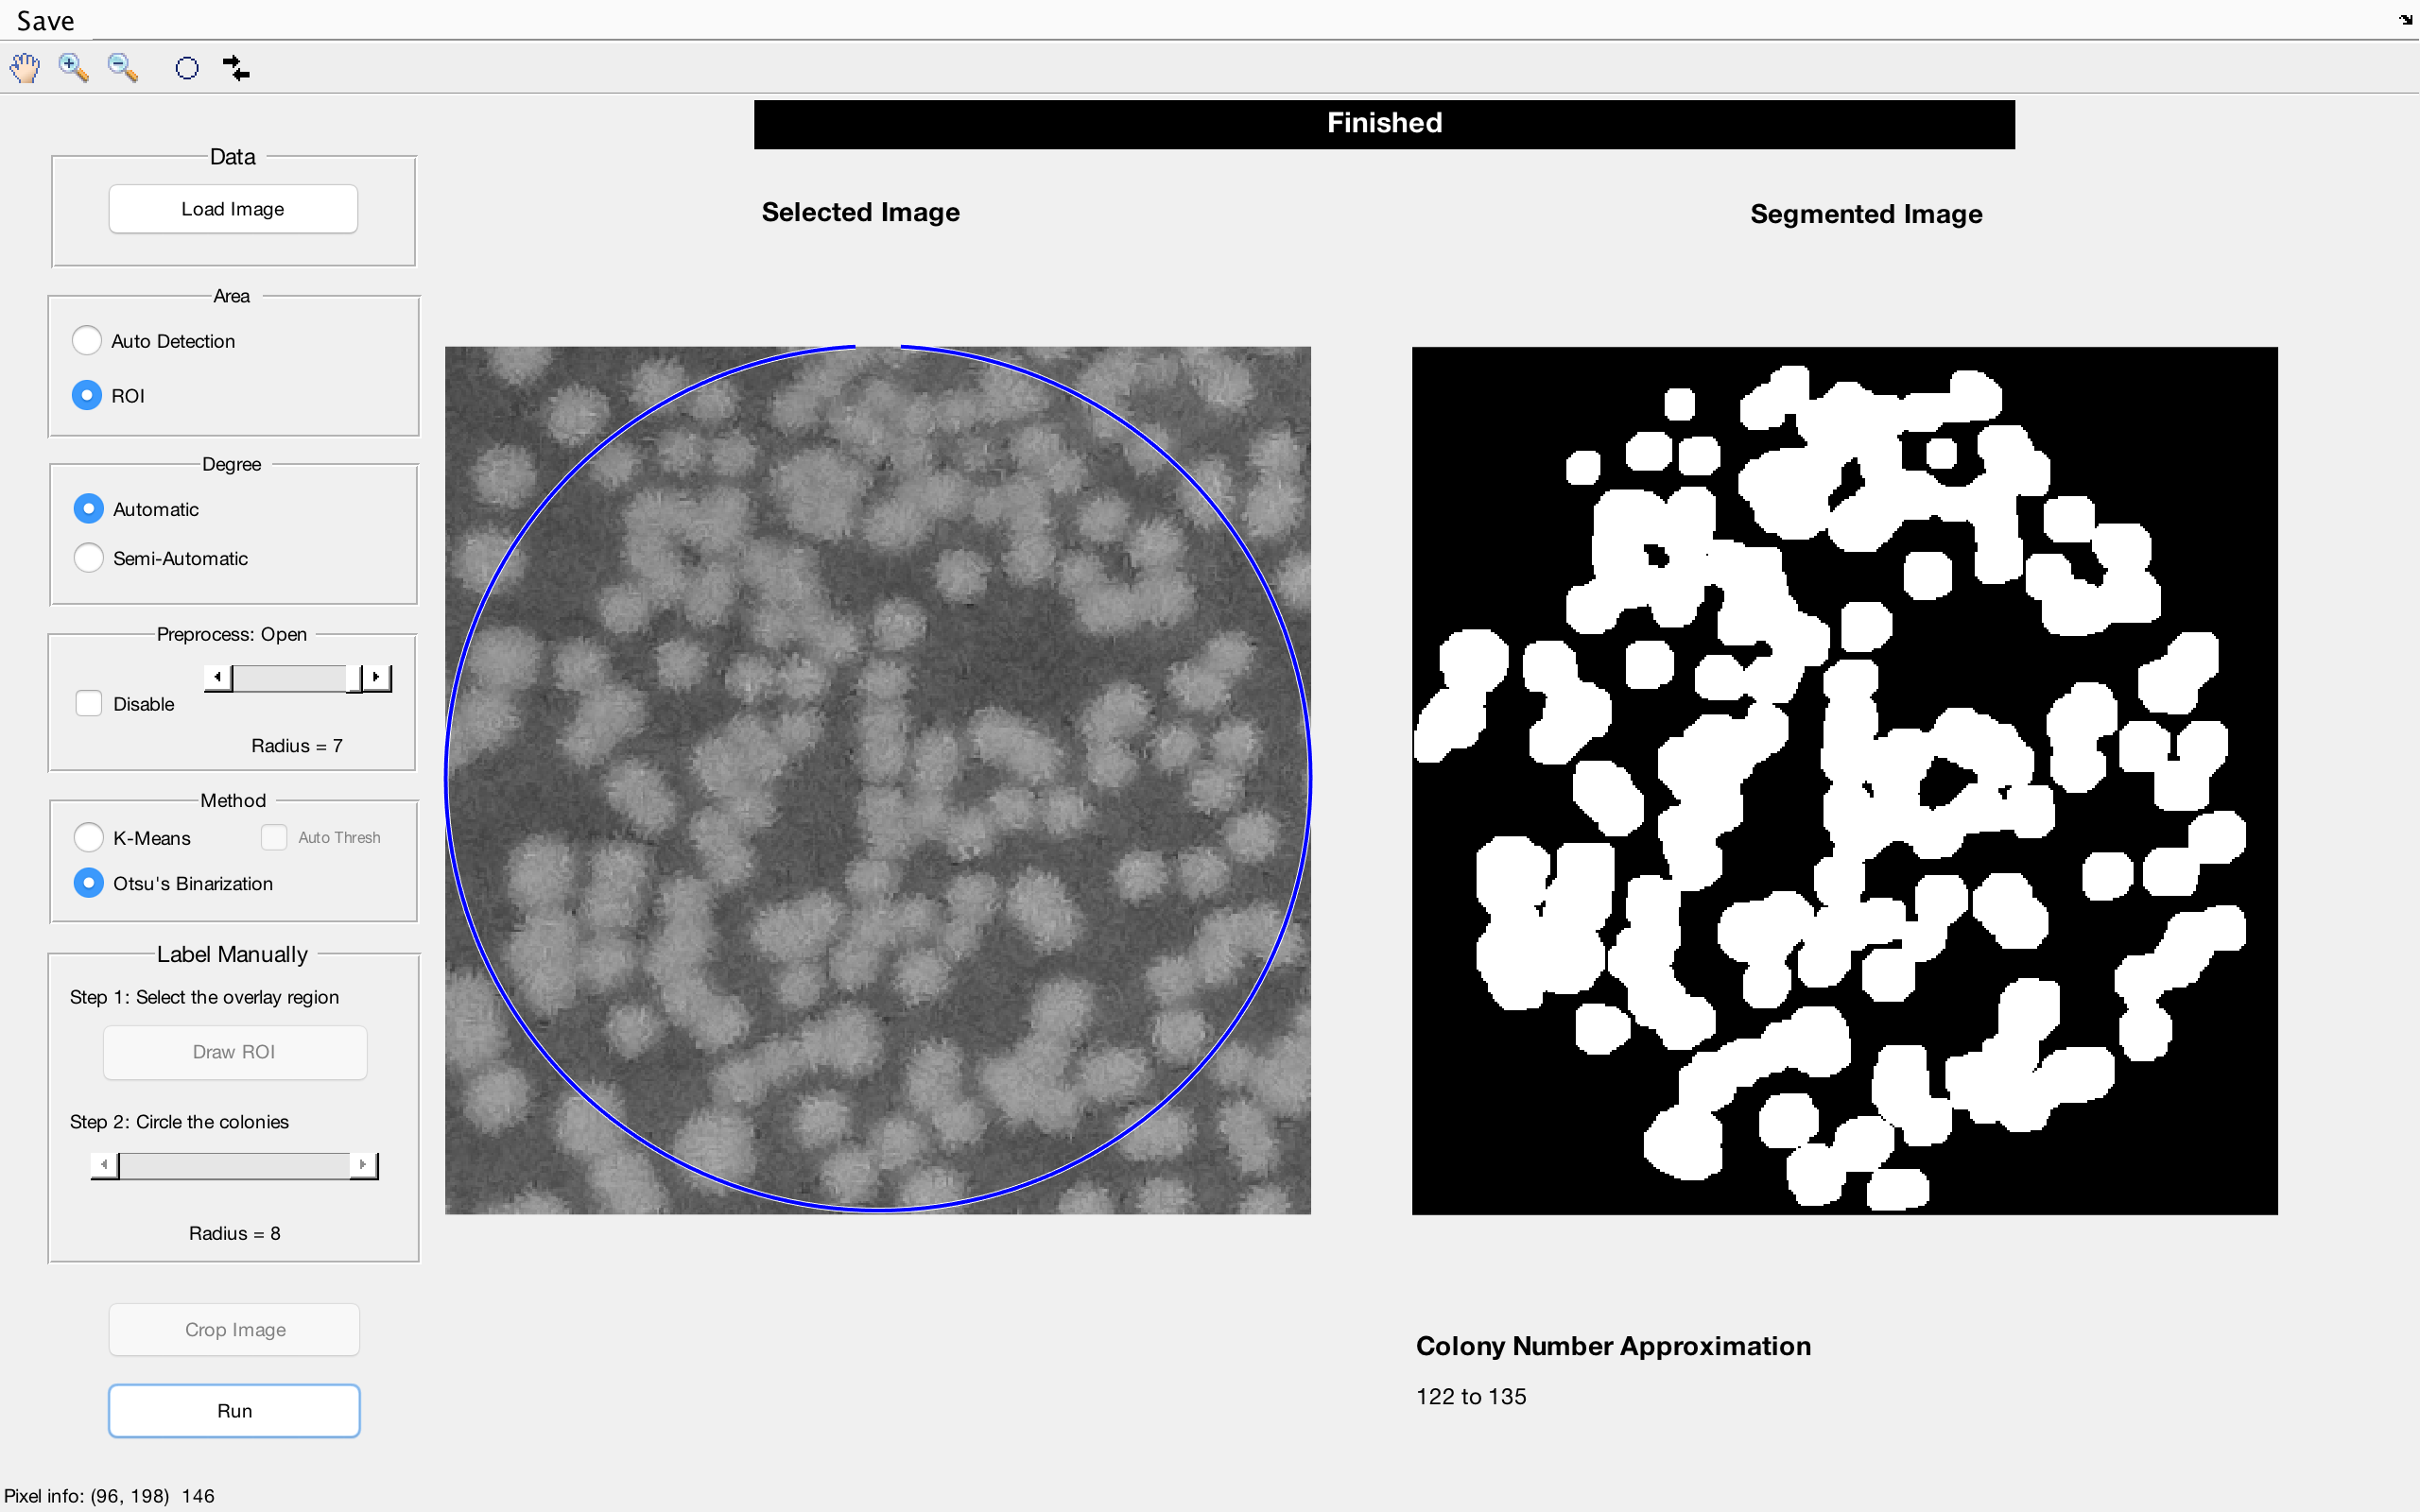 Save
Finished
Data
Load Image
Selected Image
Segmented Image
Area
Auto Detection
ROI
Degree
Automatic
Semi-Automatic
Preprocess: Open
Disable
Radius = 7
Method
K-Means
Auto Thresh
Otsu's Binarization
Label Manually
Step 1: Select the overlay region
Draw ROI
Step 2: Circle the colonies
Radius = 8
Crop Image
Run
Colony Number Approximation
122 to 135
Pixel info: (96, 198) 146